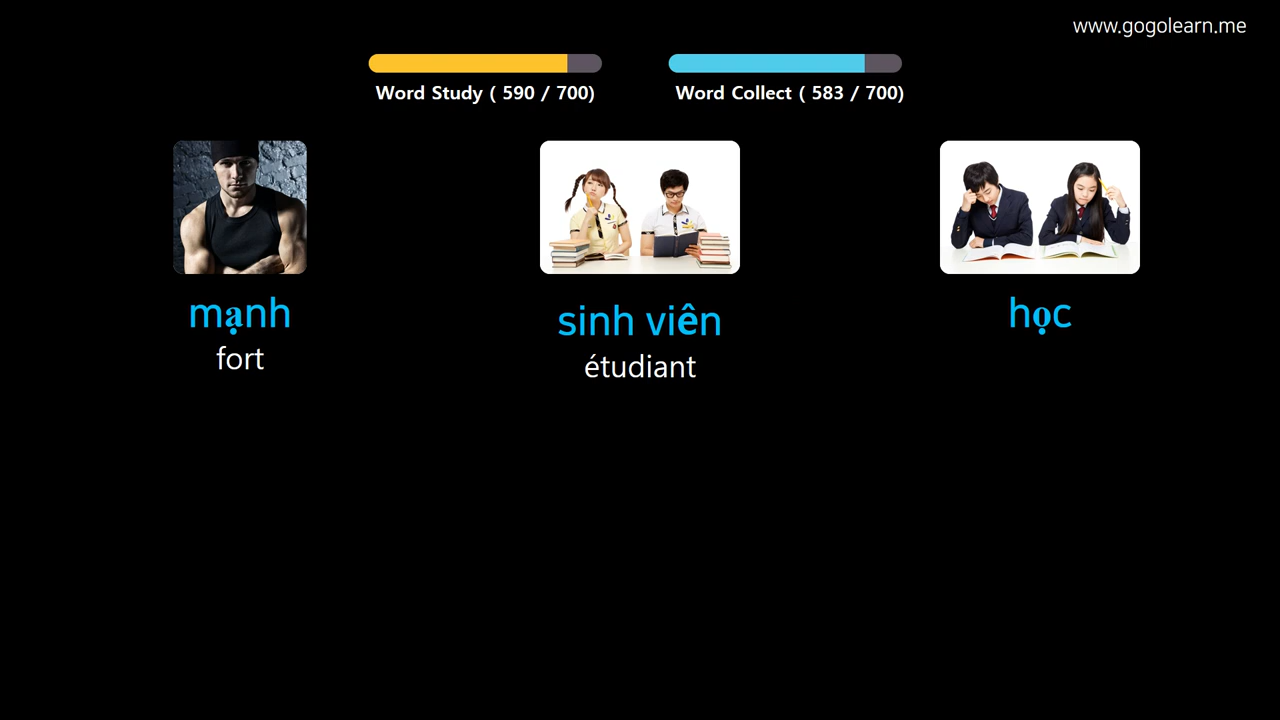 www.gogolearn.me
Word Study ( 590 / 700)
Word Collect ( 583 / 700)
mạnh
fort
sinh viên
étudiant
học